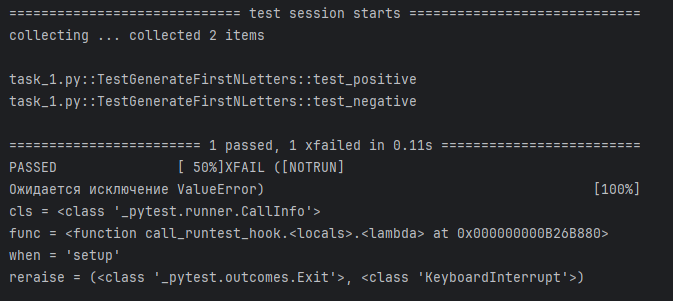 ============================= test session starts =============================
collecting ... collected 2 items
task_1.py::TestGenerateFirstNLetters::test_positive
task_1.py::TestGenerateFirstNLetters::test_negative
======================== 1 passed, 1 xfailed in 0.11s =========================
PASSED               [ 50%]XFAIL ([NOTRUN]
Ожидается исключение ValueError)                                         [100%]
cls = <class '_pytest.runner.CallInfo'>
func = <function call_runtest_hook.<locals>.<lambda> at 0x000000000B26B880>
when = 'setup'
reraise = (<class '_pytest.outcomes.Exit'>, <class 'KeyboardInterrupt'>)